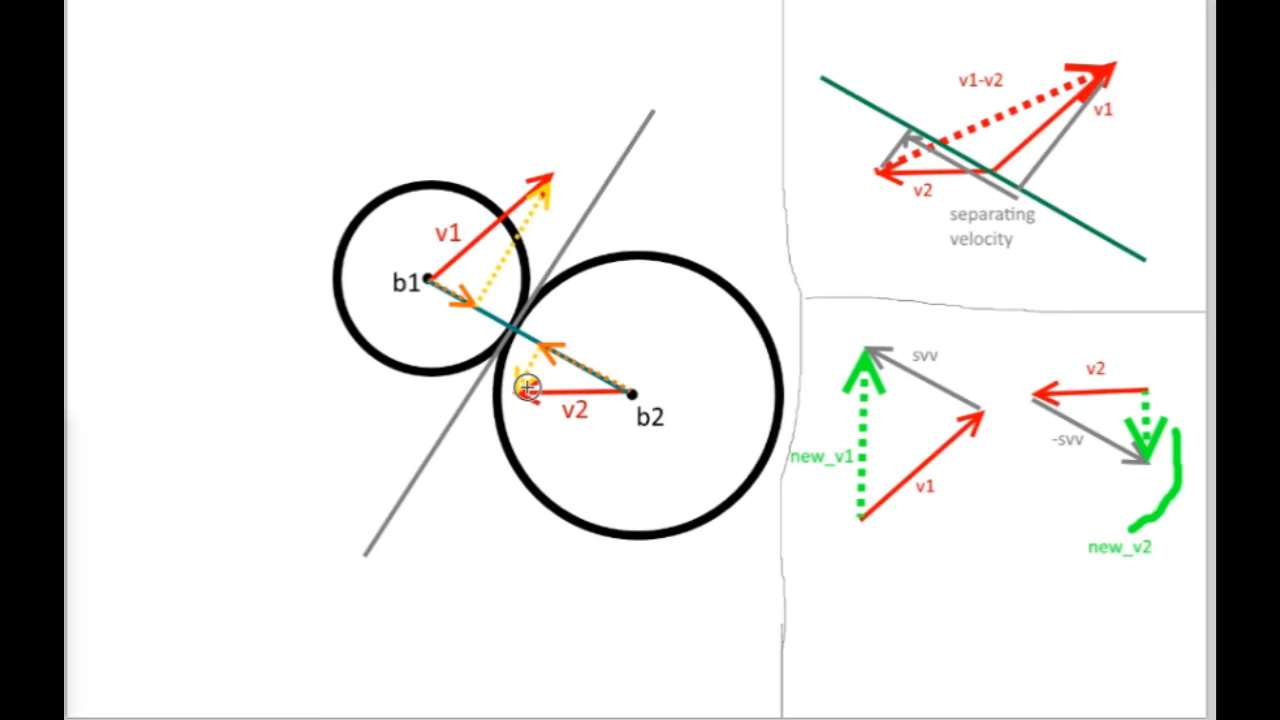 v1
b1
v2
b2
v1-v2
v1
v2
separating
velocity
svv
new_v1
v1
v2
-svv
new_v2